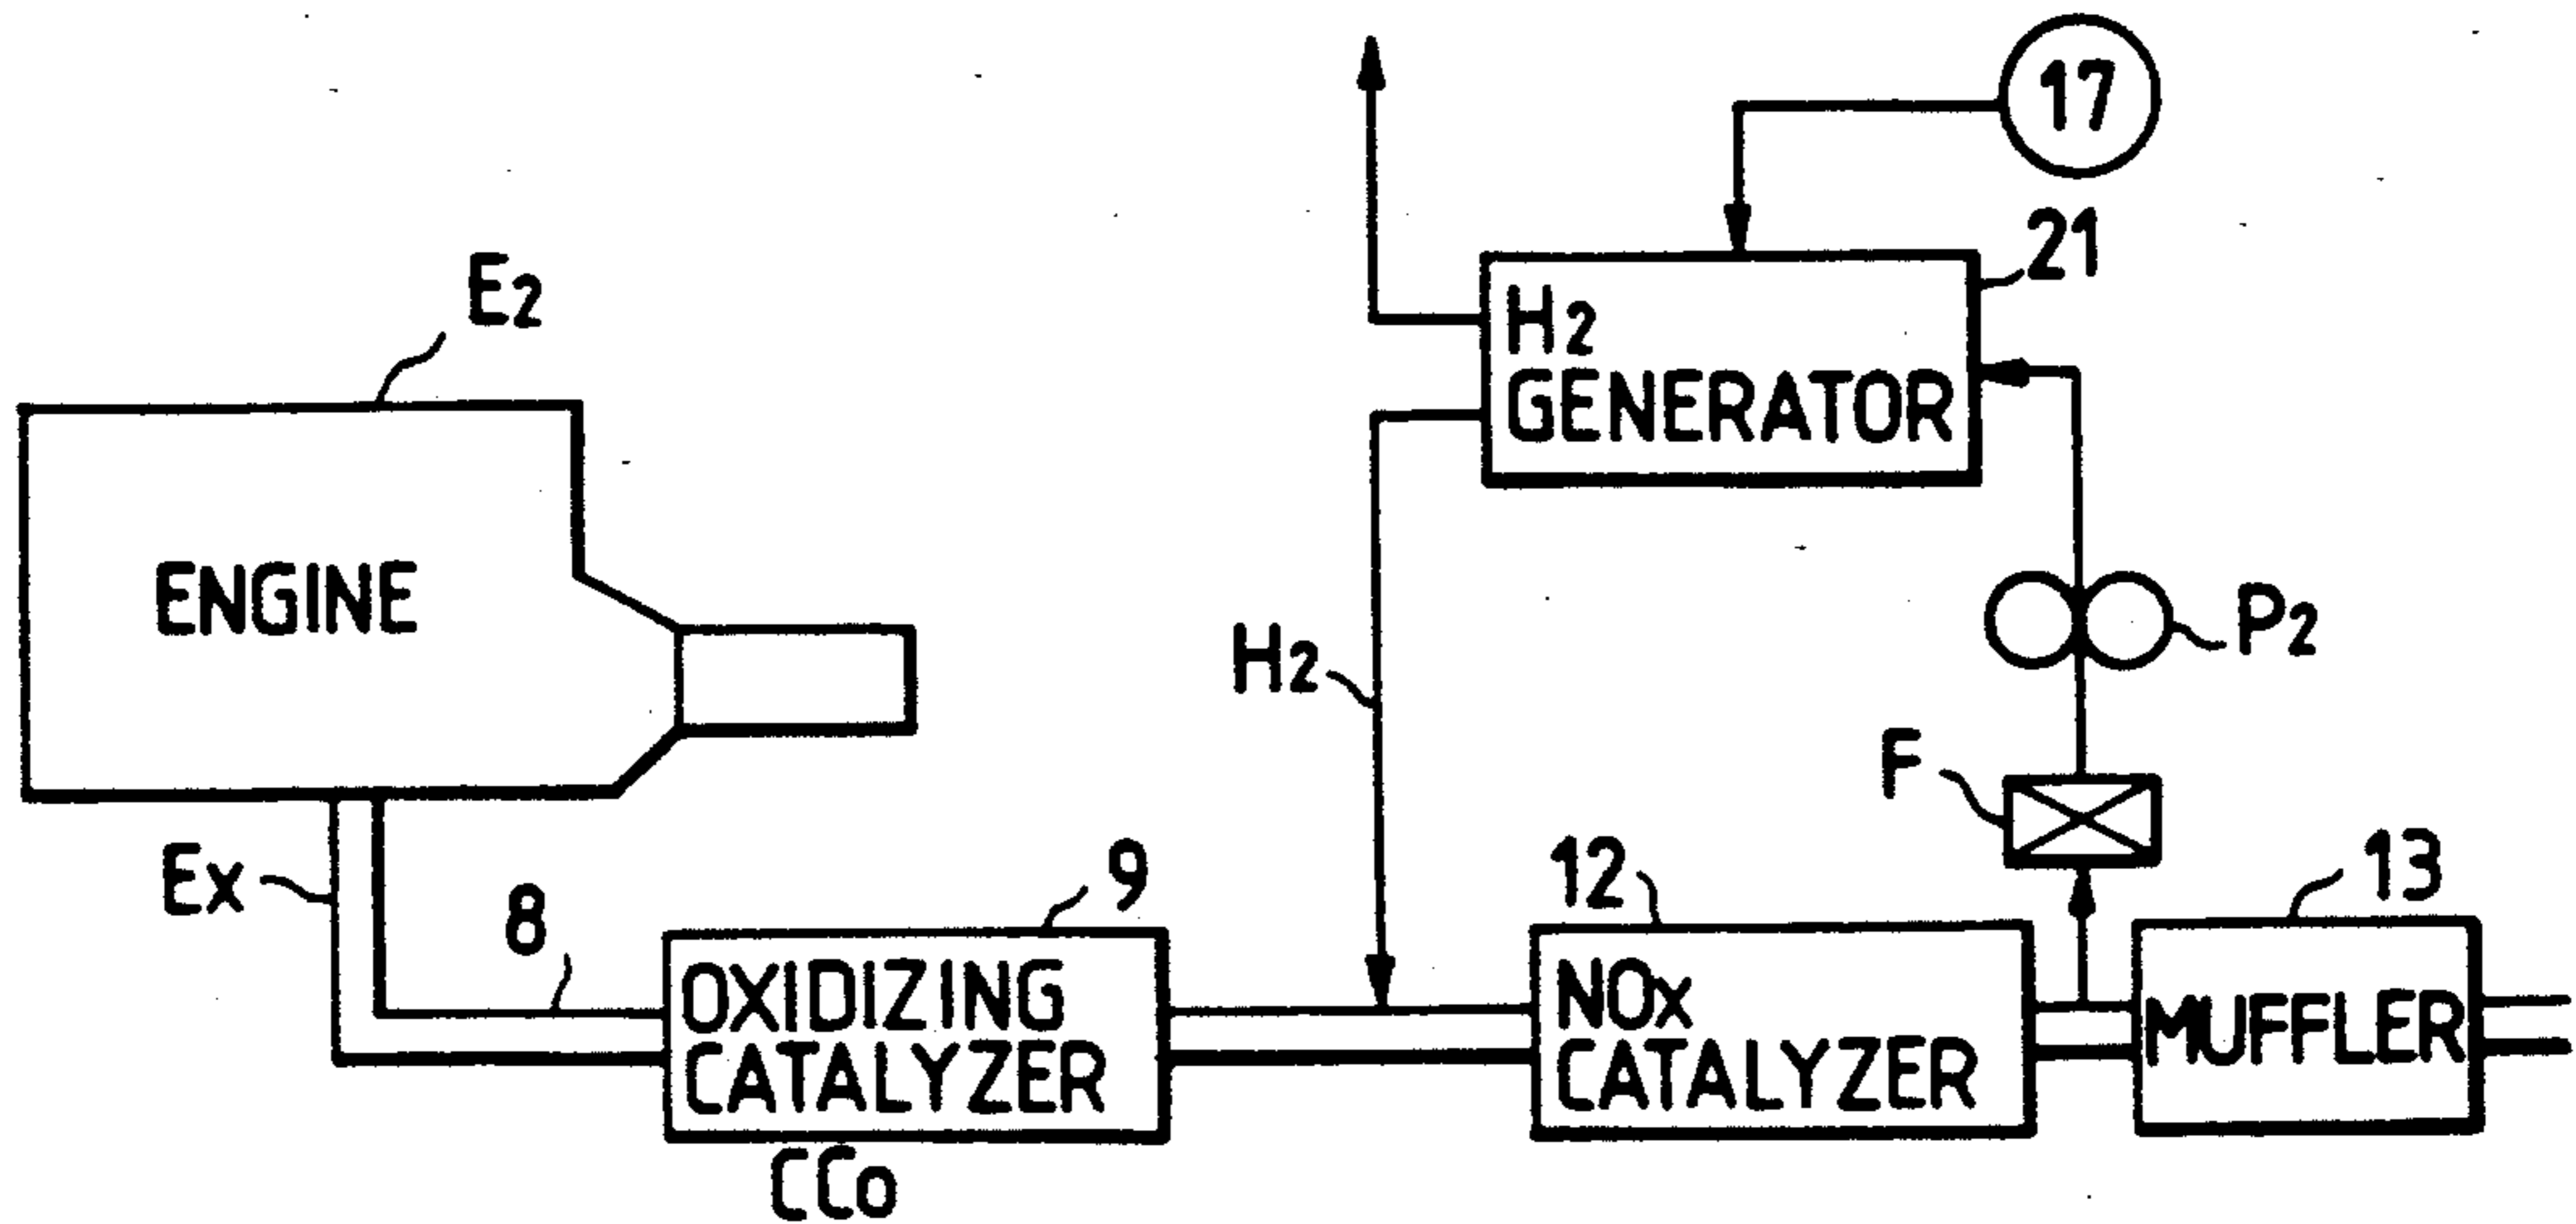 17
21
E2
H2
GENERATOR
ENGINE
H2
P2
F
Ex
8
9
12
13
OXIDIZING
CATALYZER
NOx
CATALYZER
MUFFLER
CCo